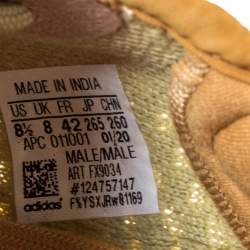 MADE IN INDIA
US UK FR JP CHN
8½ 8 42 265 260
APC 011001 01/20
MALE/MALE
ART FX9034
#124757147
adidas F%YSXJRwQ1169